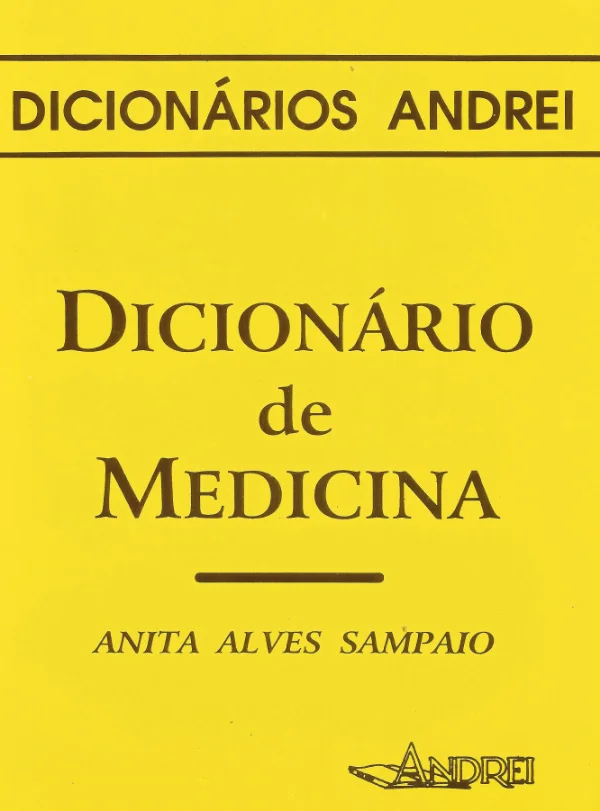 DICIONÁRIOS ANDREI
DICIONÁRIO
de
MEDICINA
ANITA ALVES SAMPAIO
ANDREI